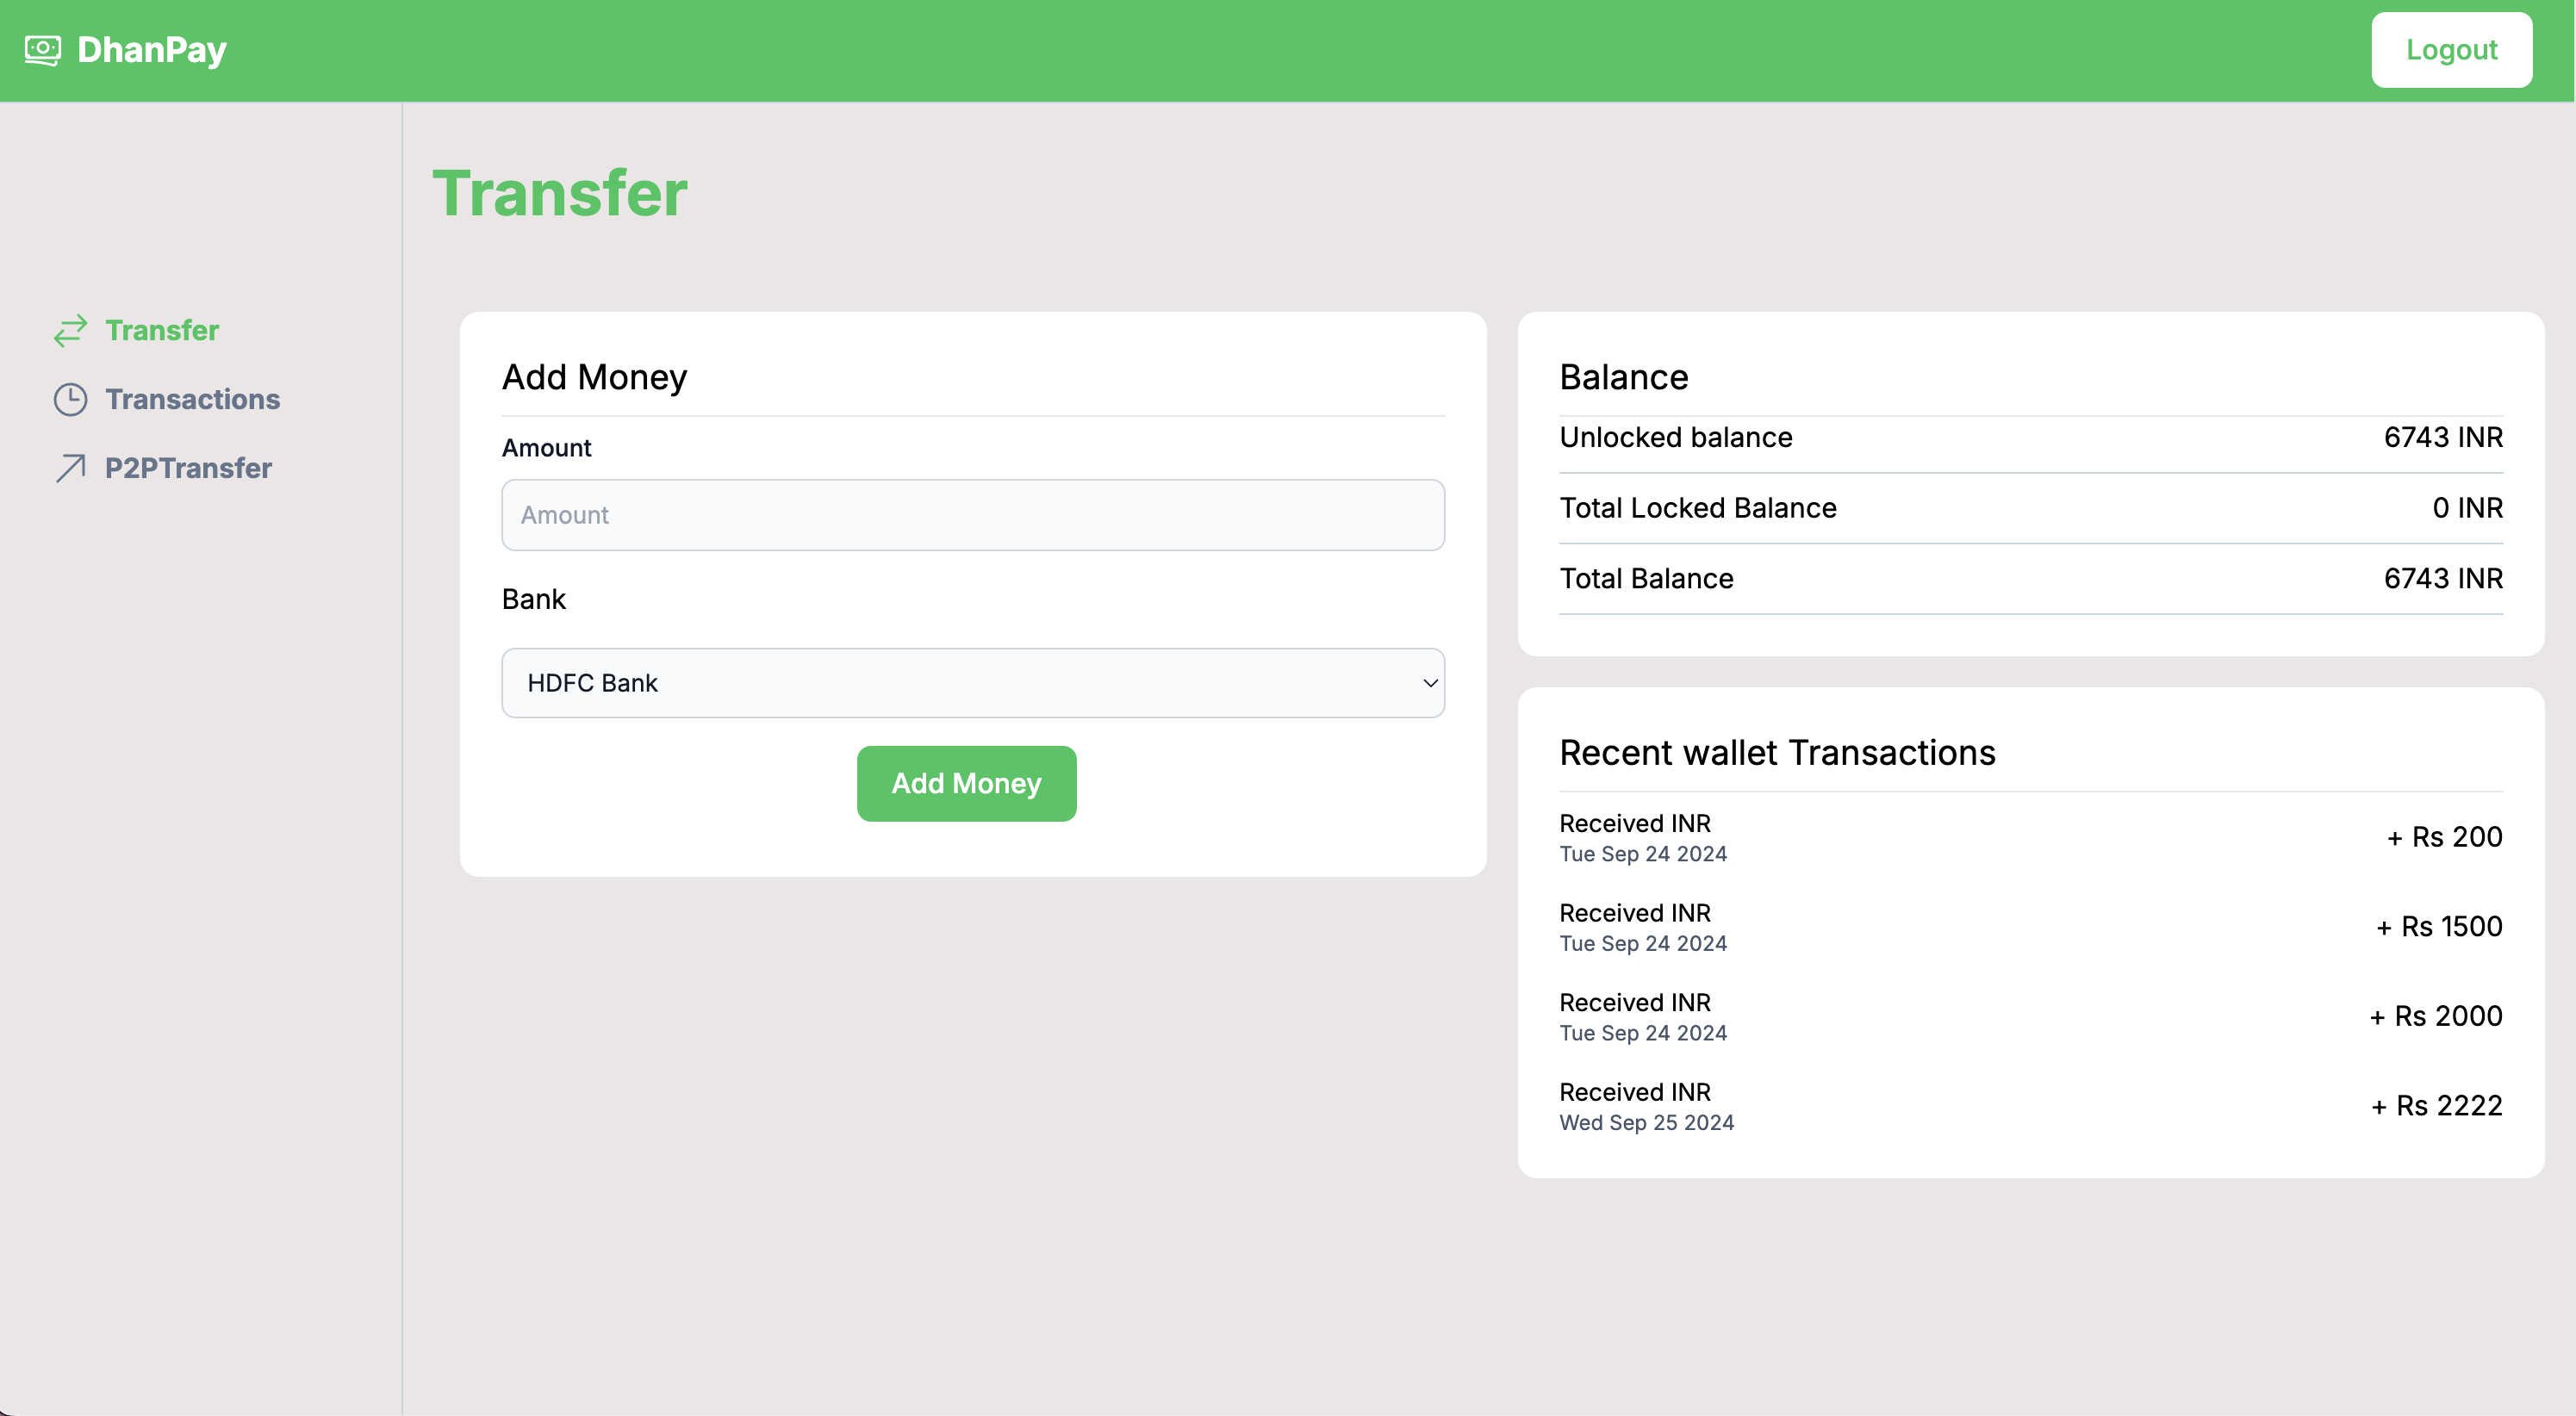 DhanPay
Logout
Transfer
Transactions
P2PTransfer
Transfer
Add Money
Amount
Amount
Bank
HDFC Bank
Add Money
Balance
Unlocked balance 6743 INR
Total Locked Balance 0 INR
Total Balance 6743 INR
Recent wallet Transactions
Received INR
Tue Sep 24 2024
+ Rs 200
Received INR
Tue Sep 24 2024
+ Rs 1500
Received INR
Tue Sep 24 2024
+ Rs 2000
Received INR
Wed Sep 25 2024
+ Rs 2222